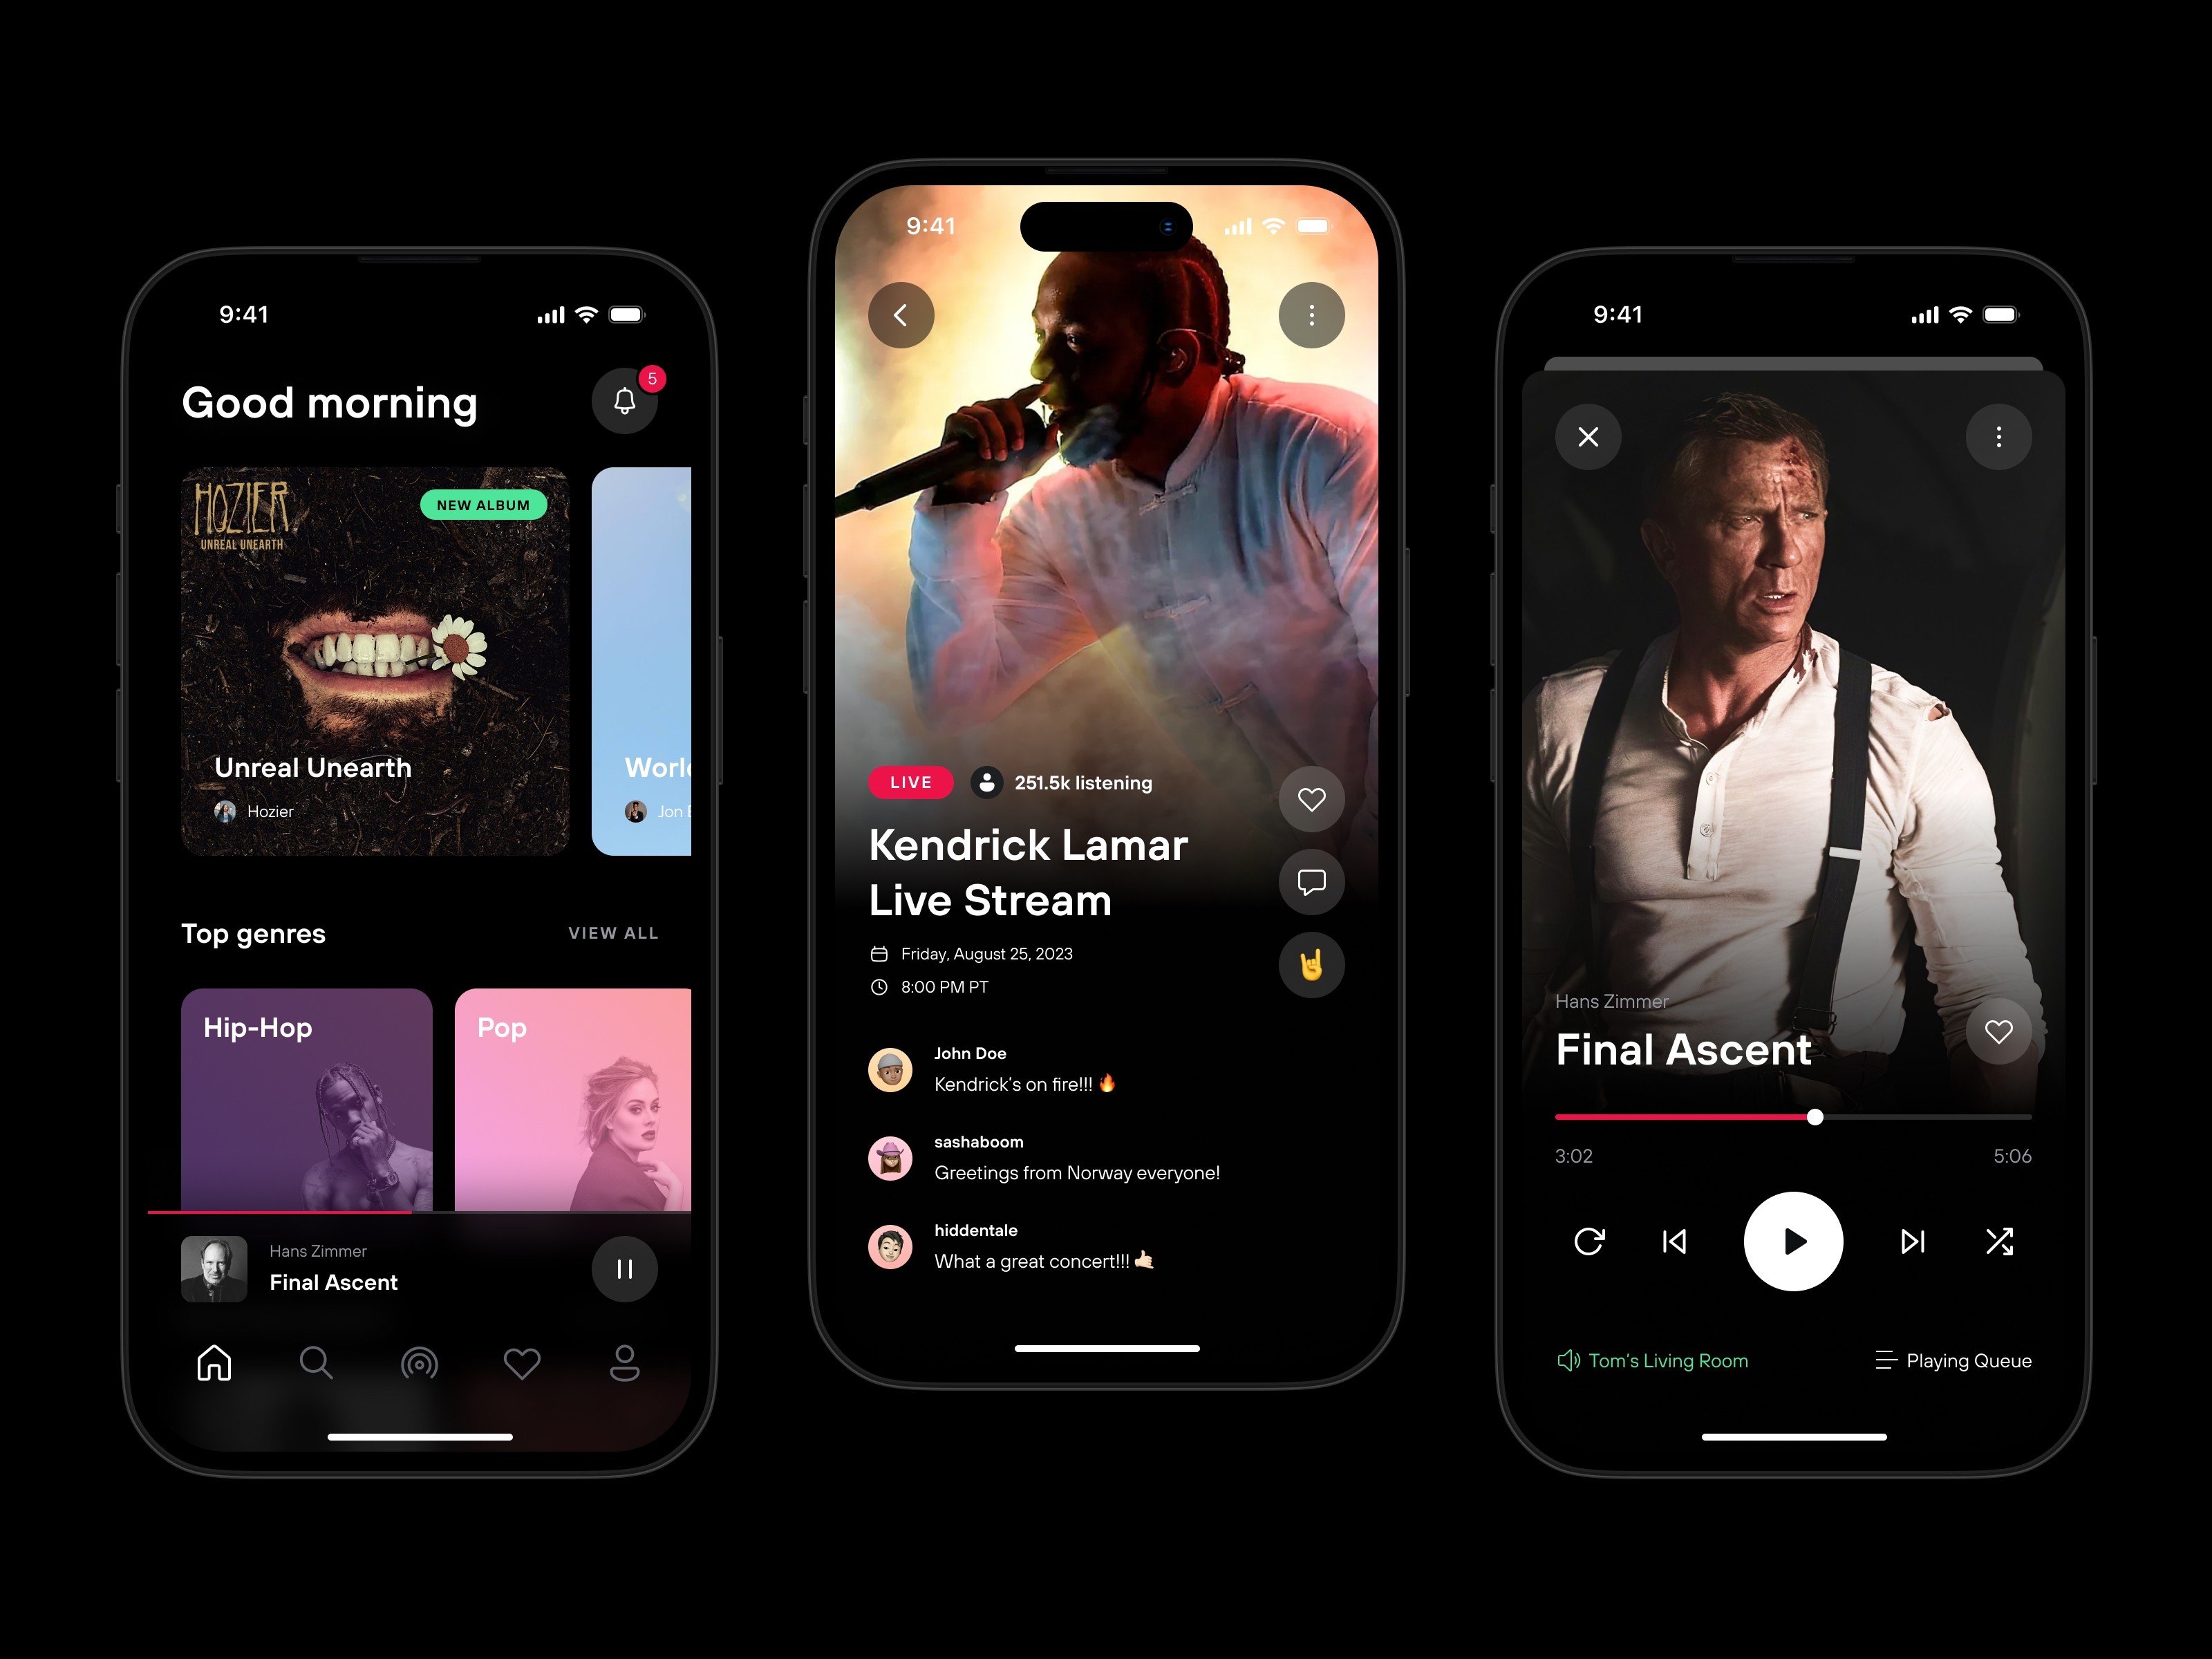 9:41
Good morning
5
HOZIER
UNREAL UNEARTH
NEW ALBUM
Unreal Unearth
Hozier
Jon
Top genres
VIEW ALL
Hip-Hop
Pop
Hans Zimmer
Final Ascent
9:41
LIVE
251.5k listening
Kendrick Lamar
Live Stream
Friday, August 25, 2023
8:00 PM PT
John Doe
Kendrick's on fire!!! 🔥
sashaboom
Greetings from Norway everyone!
hiddentale
What a great concert!!! 🤙🏻
9:41
Hans Zimmer
Final Ascent
3:02
5:06
Tom's Living Room
Playing Queue